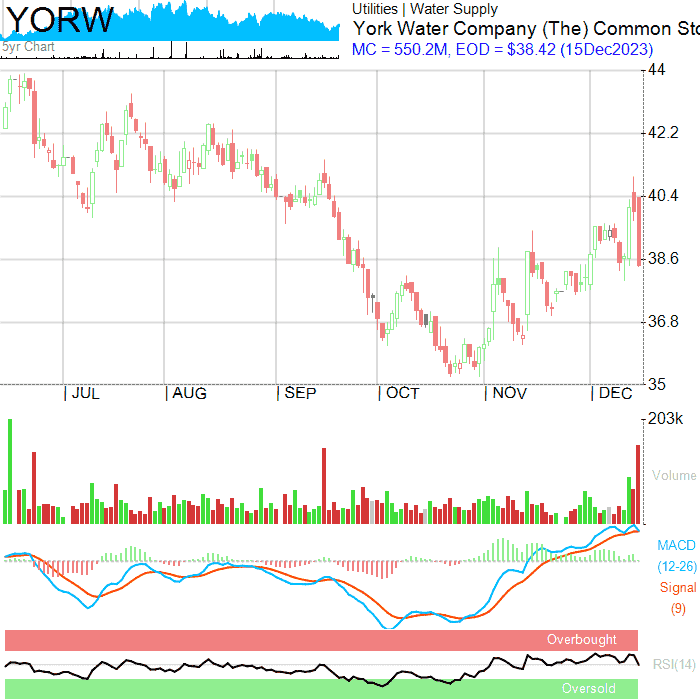 YORW
5yr Chart
Utilities | Water Supply
York Water Company (The) Common Sto
MC = 550.2M, EOD = $38.42 (15Dec2023)
44
42.2
40.4
38.6
36.8
35
| JUL | AUG | SEP | OCT | NOV | DEC
203k
Volume
MACD
(12-26)
Signal
(9)
Overbought
RSI(14)
Oversold